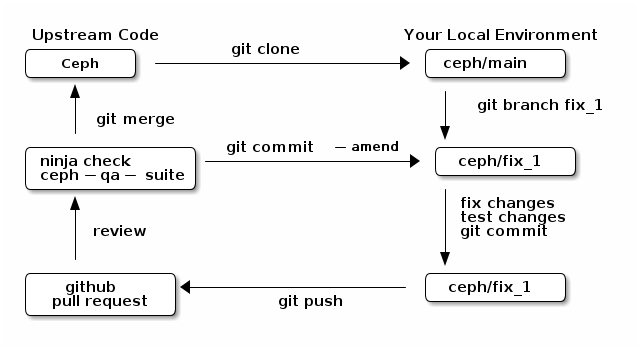 Upstream Code
Your Local Environment
git clone
Ceph
ceph/main
git merge
git branch fix_1
git commit — amend
ninja check
ceph – qa – suite
ceph/fix_1
fix changes
test changes
git commit
review
github
pull request
ceph/fix_1
git push